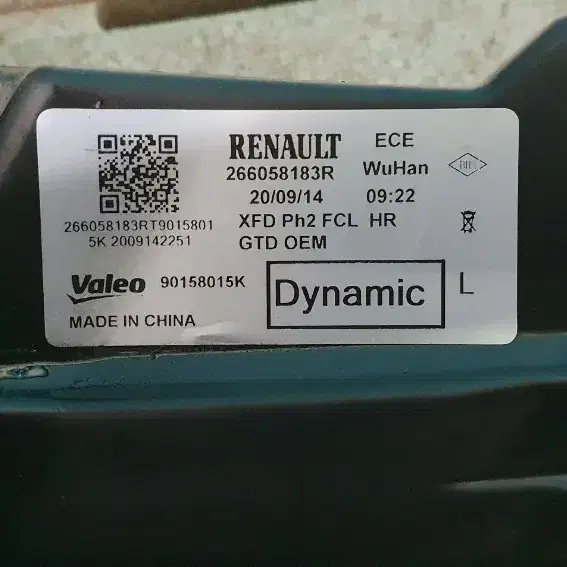 RENAULT ECE
266058183R WuHan
20/09/14 09:22
266058183RT9015801 XFD Ph2 FCL HR
5K 2009142251 GTD OEM
Valeo 90158015K Dynamic L
MADE IN CHINA